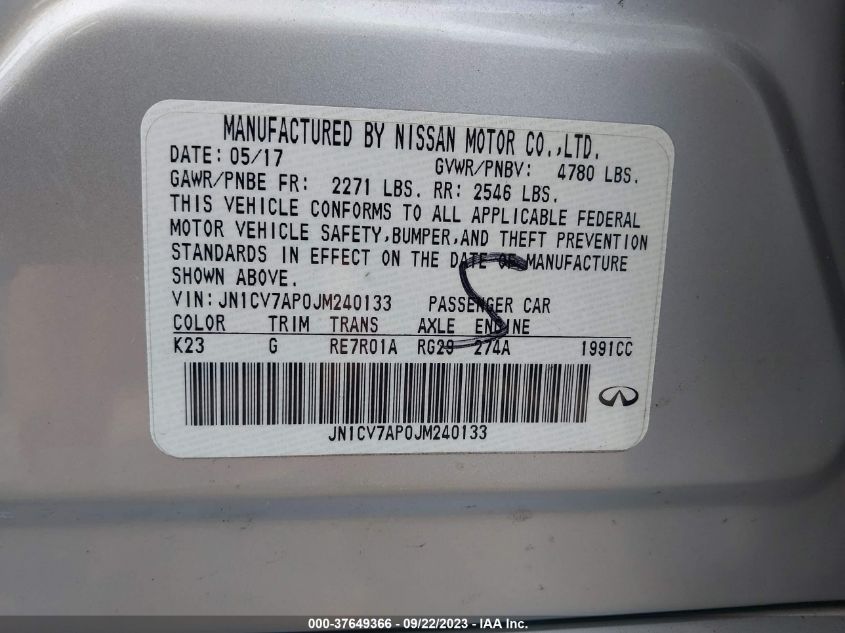 MANUFACTURED BY NISSAN MOTOR CO.,LTD.
DATE: 05/17 GVWR/PNBV: 4780 LBS.
GAWR/PNBE FR: 2271 LBS. RR: 2546 LBS.
THIS VEHICLE CONFORMS TO ALL APPLICABLE FEDERAL
MOTOR VEHICLE SAFETY,BUMPER,AND THEFT PREVENTION
STANDARDS IN EFFECT ON THE DATE OF MANUFACTURE
SHOWN ABOVE.
VIN: JN1CV7AP0JM240133 PASSENGER CAR
COLOR TRIM TRANS AXLE ENGINE
K23 G RE7R01A RG29 274A 1991CC
JN1CV7AP0JM240133
000-37649366 - 09/22/2023 - IAAI Inc.